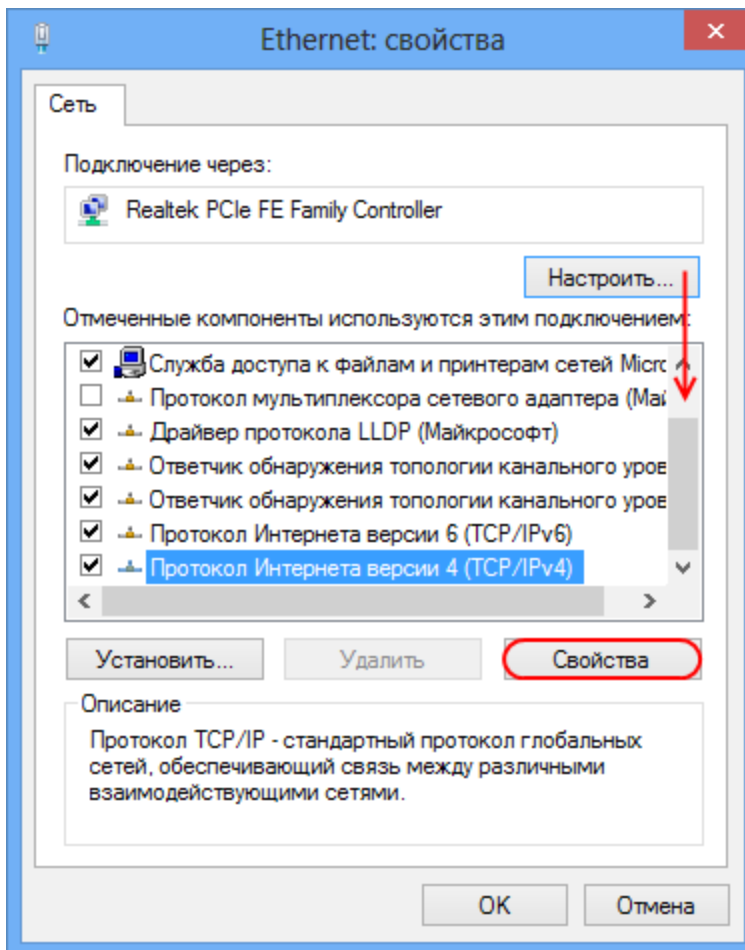 Ethernet: свойства
Сеть
Подключение через:
Realtek PCIe FE Family Controller
Настроить...
Отмеченные компоненты используются этим подключением:
Служба доступа к файлам и принтерам сетей Micro
Протокол мультиплексора сетевого адаптера (Май
Драйвер протокола LLDP (Майкрософт)
Ответчик обнаружения топологии канального уров
Ответчик обнаружения топологии канального уров
Протокол Интернета версии 6 (TCP/IPv6)
Протокол Интернета версии 4 (TCP/IPv4)
Установить... Удалить Свойства
Описание
Протокол TCP/IP - стандартный протокол глобальных
сетей, обеспечивающий связь между различными
взаимодействующими сетями.
OK Отмена